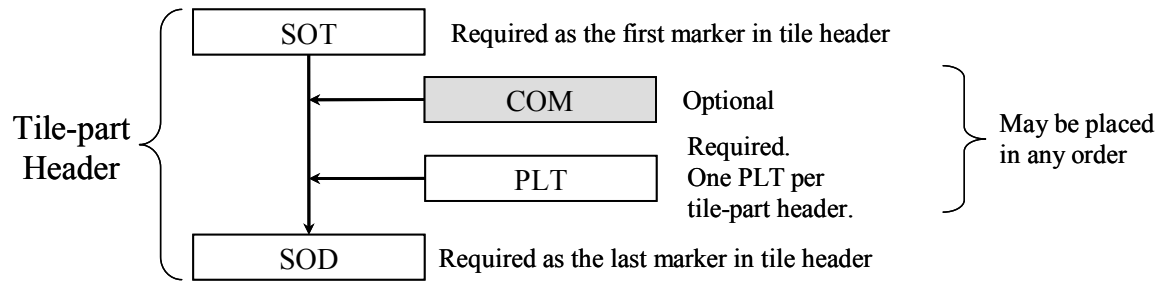 Tile-part
Header
SOT
Required as the first marker in tile header
COM
Optional
PLT
Required.
One PLT per
tile-part header.
May be placed
in any order
SOD
Required as the last marker in tile header